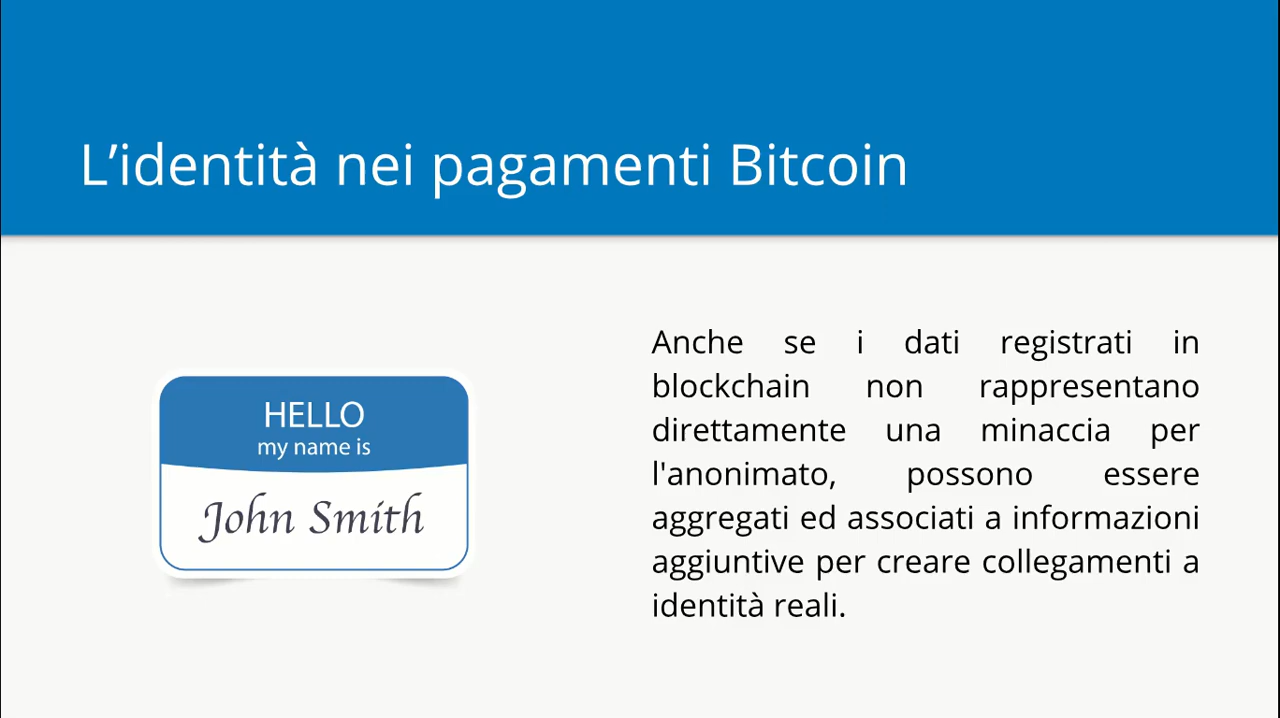 L’identità nei pagamenti Bitcoin
HELLO
my name is
John Smith
Anche se i dati registrati in
blockchain non rappresentano
direttamente una minaccia per
l'anonimato, possono essere
aggregati ed associati a informazioni
aggiuntive per creare collegamenti a
identità reali.